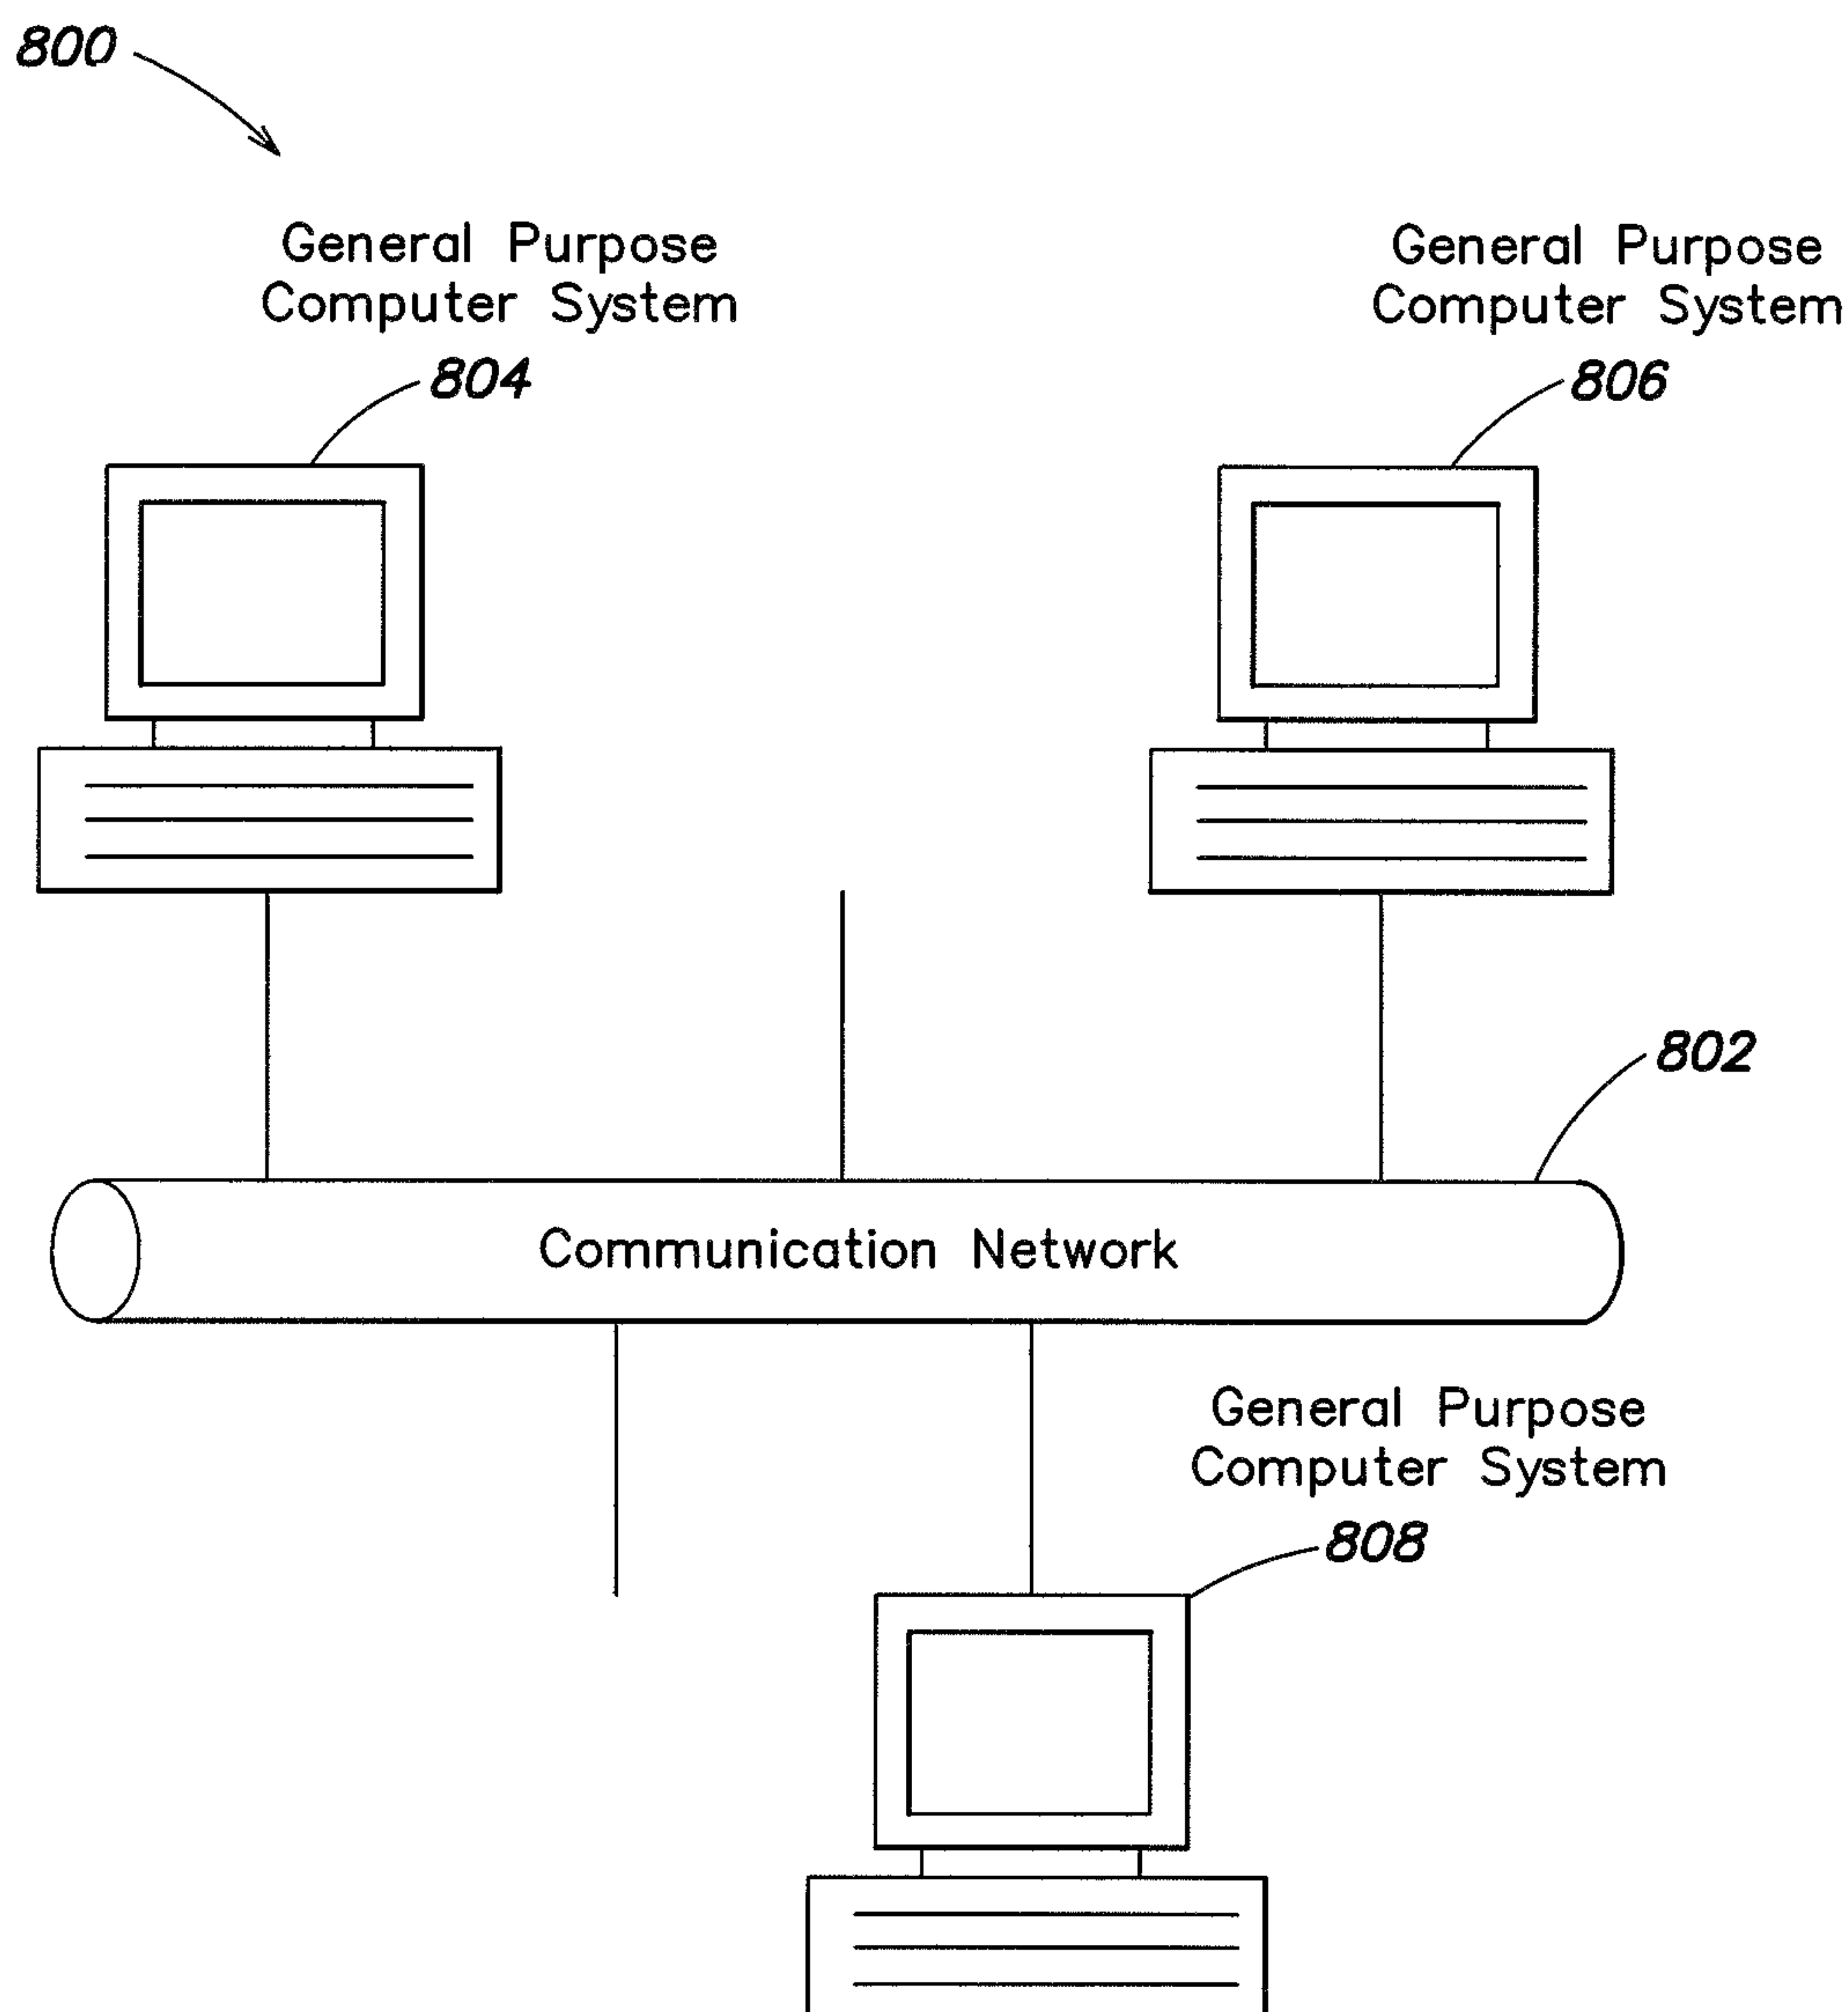 800
General Purpose
Computer System
804
General Purpose
Computer System
806
802
Communication Network
General Purpose
Computer System
808